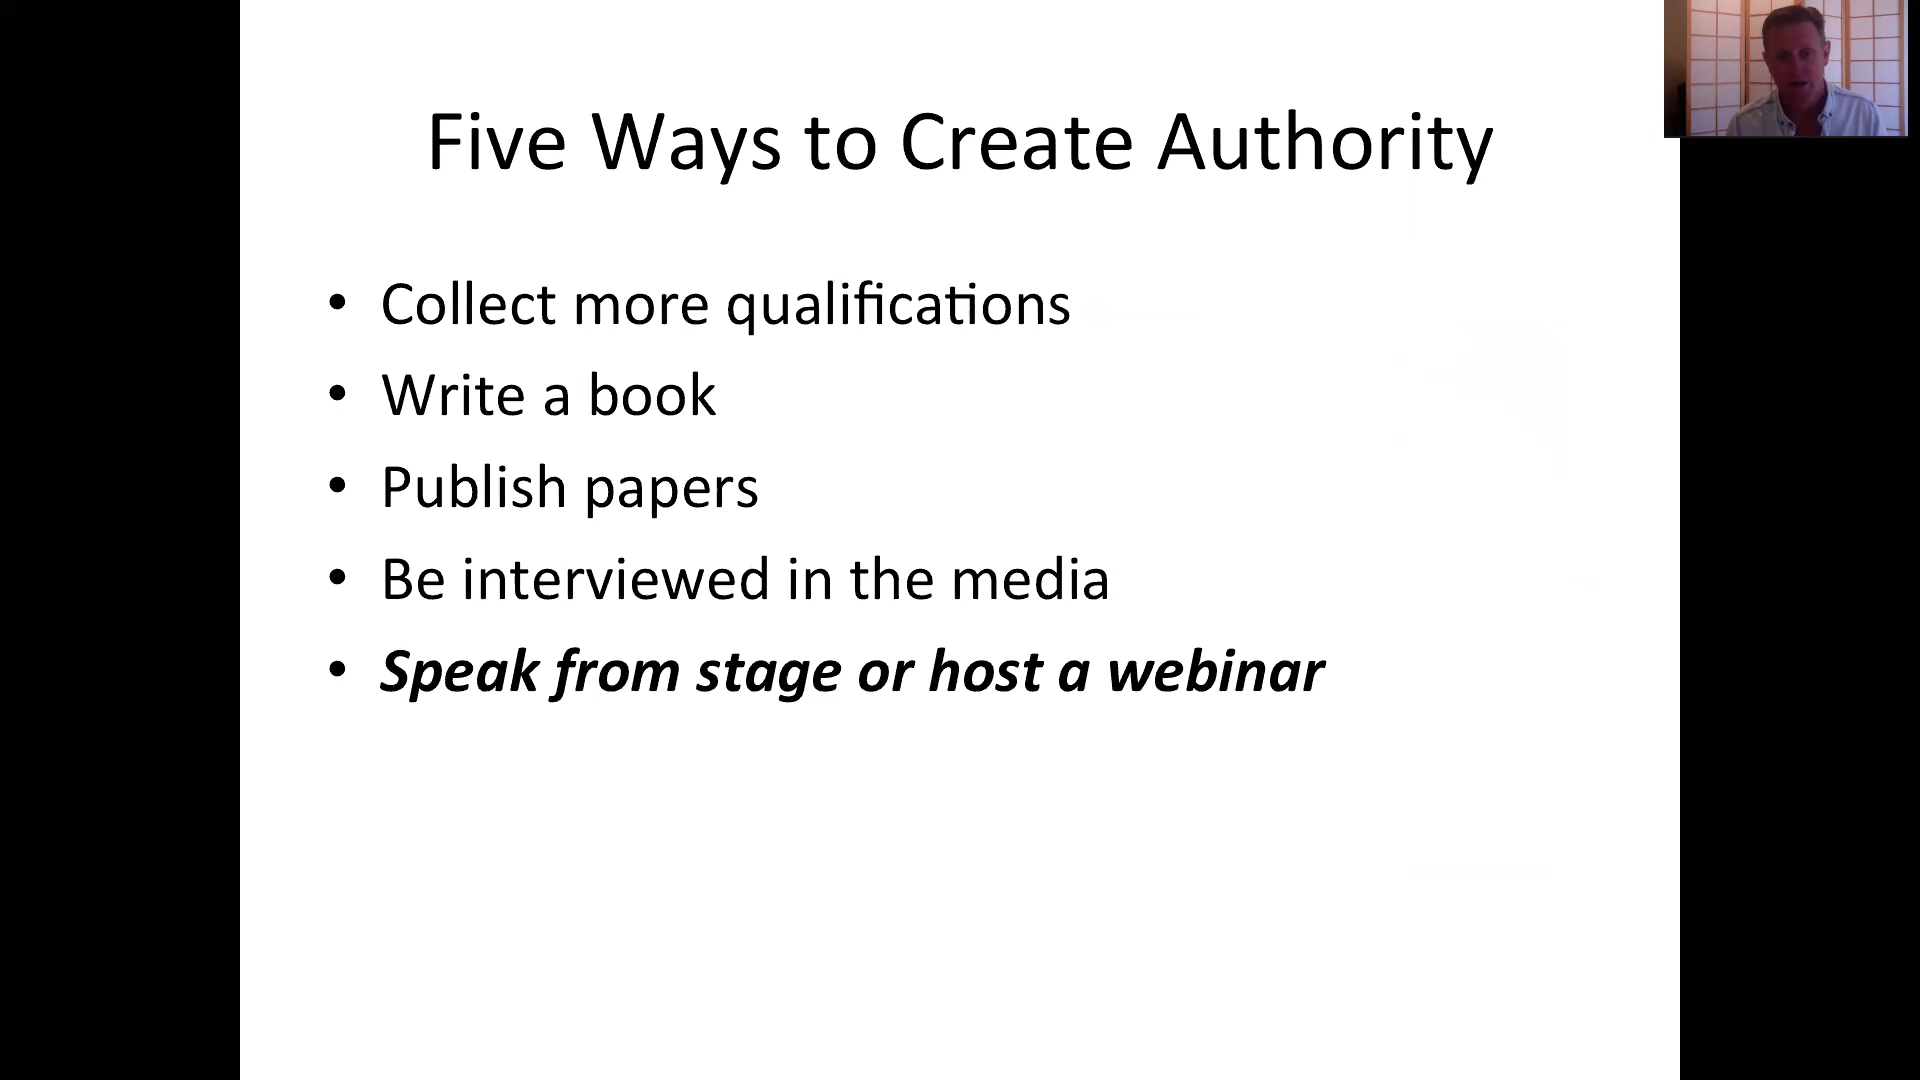 Five Ways to Create Authority
• Collect more qualifications
• Write a book
• Publish papers
• Be interviewed in the media
• Speak from stage or host a webinar